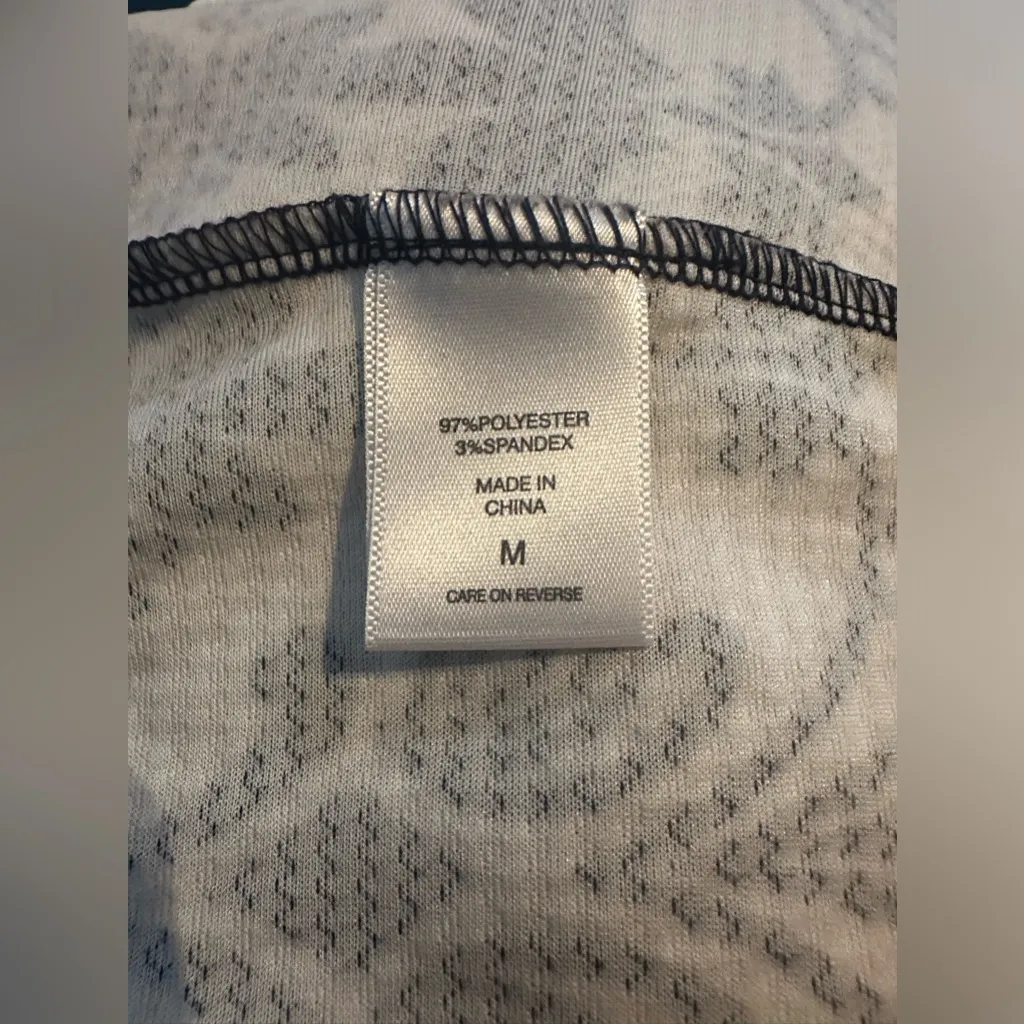 97%POLYESTER
3%SPANDEX
MADE IN
CHINA
M
CARE ON REVERSE